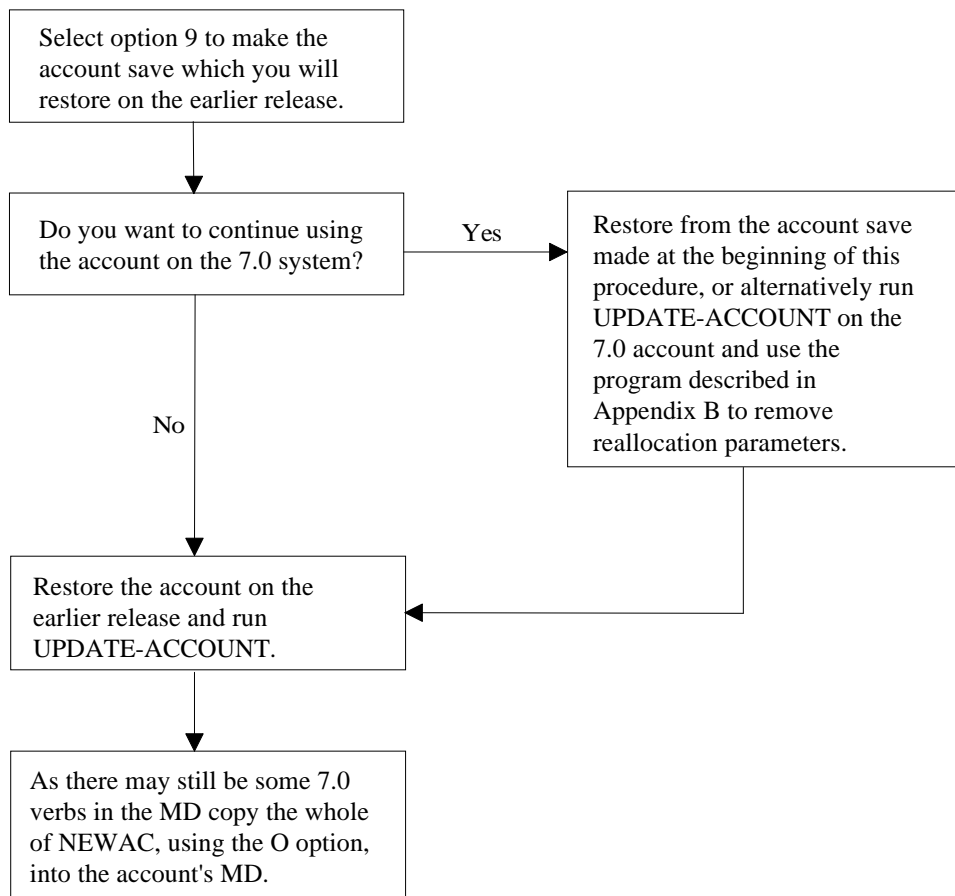 Select option 9 to make the
account save which you will
restore on the earlier release.
Do you want to continue using
the account on the 7.0 system?
Yes
Restore from the account save
made at the beginning of this
procedure, or alternatively run
UPDATE-ACCOUNT on the
7.0 account and use the
program described in
Appendix B to remove
reallocation parameters.
No
Restore the account on the
earlier release and run
UPDATE-ACCOUNT.
As there may still be some 7.0
verbs in the MD copy the whole
of NEWAC, using the O option,
into the account's MD.